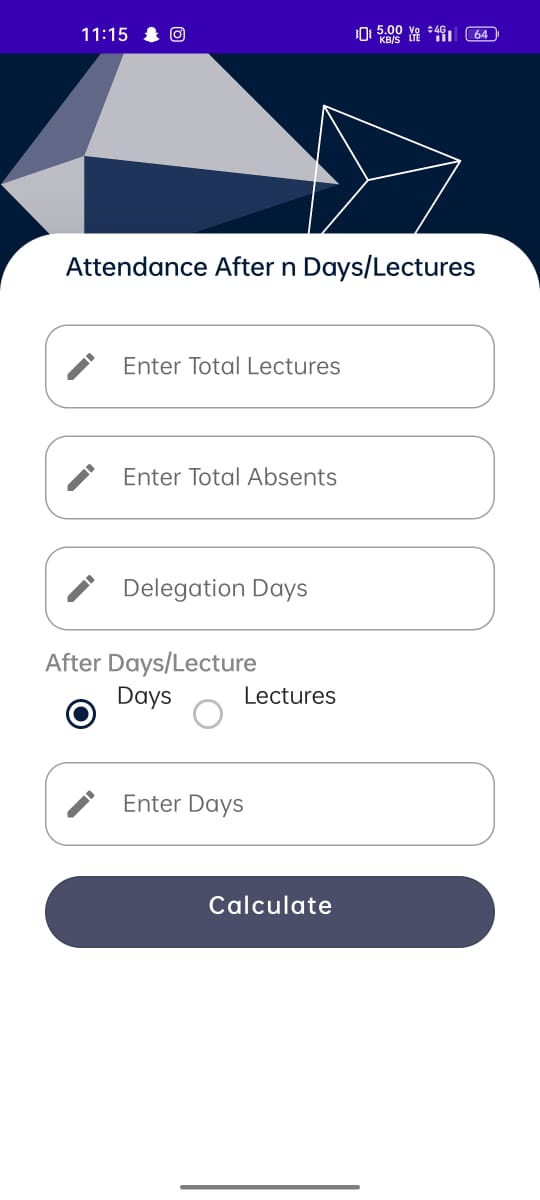 11:15 5.00 KB/S Vo LTE 4G 64
Attendance After n Days/Lectures
Enter Total Lectures
Enter Total Absents
Delegation Days
After Days/Lecture
Days Lectures
Enter Days
Calculate